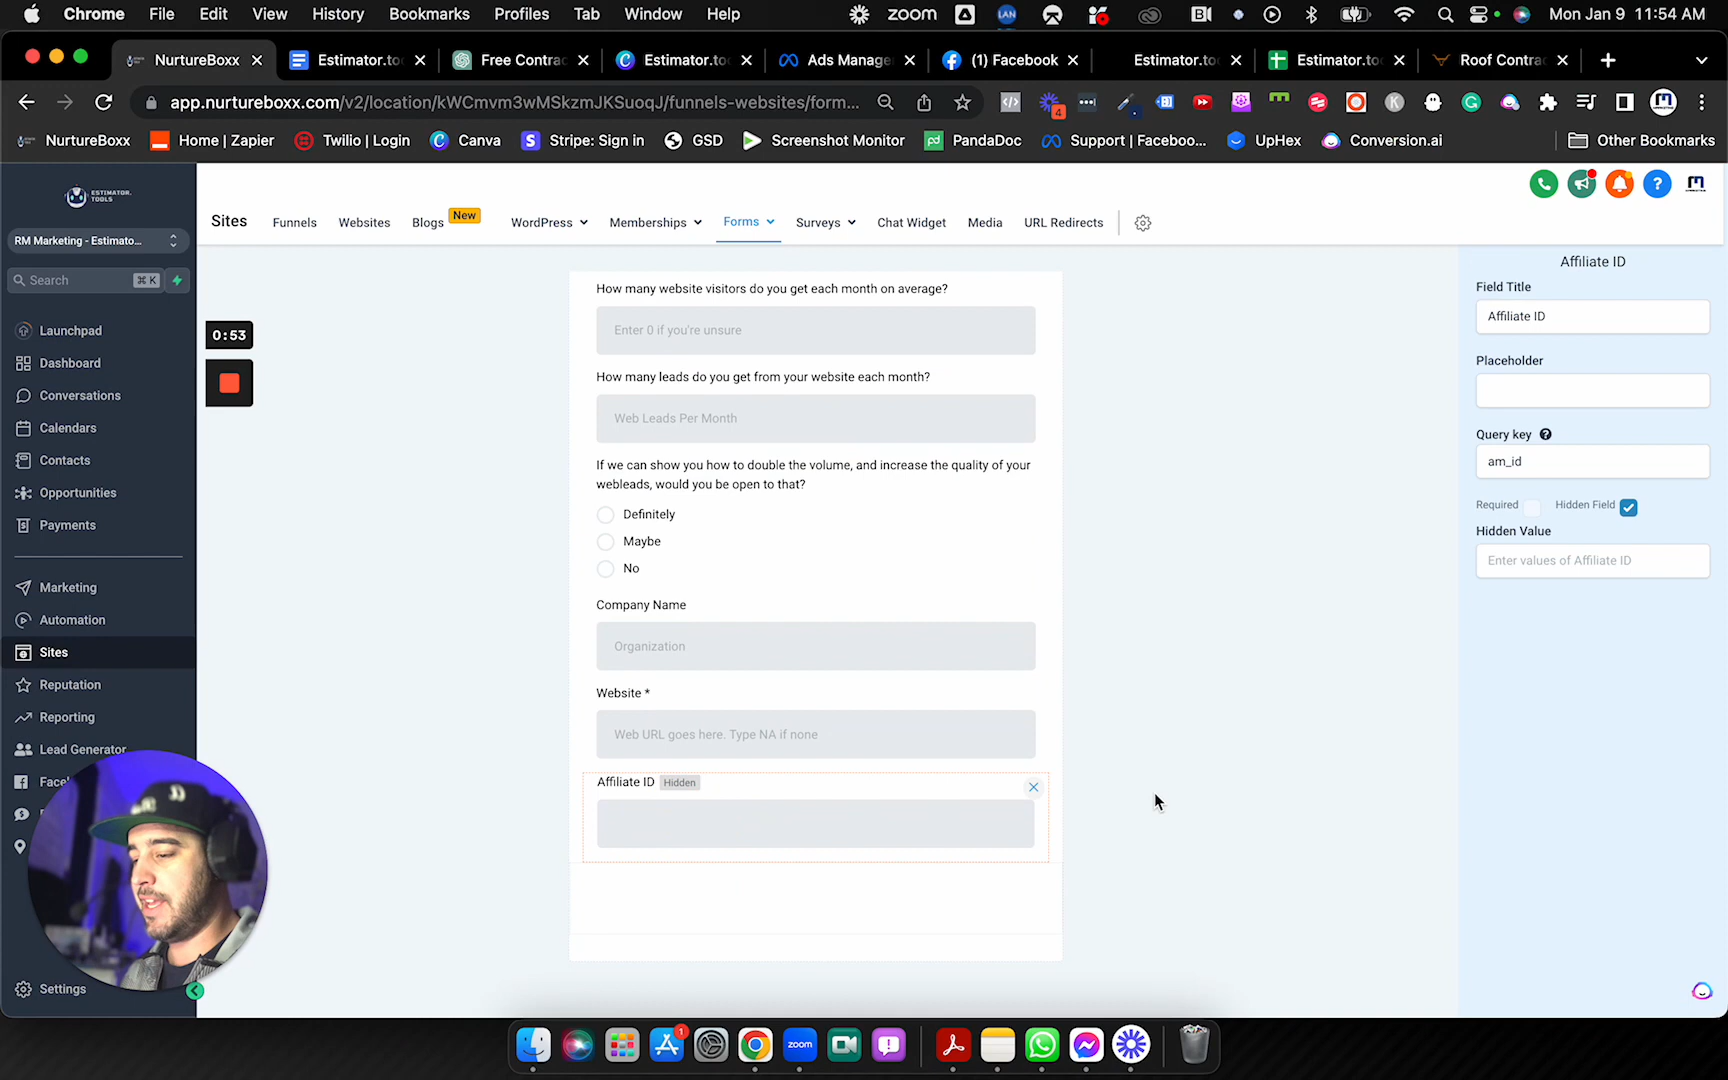 Chrome File Edit View History Bookmarks Profiles Tab Window Help zoom LAN Mon Jan 9 11:54 AM
NurtureBoxx Estimator.to Free Contra Estimator.to Ads Manage (1) Facebook Estimator.to Estimator.to Roof Contra
app.nurtureboxx.com/v2/location/kWCmvm3wMSkzmJKSuoqJ/funnels-websites/form... 4
NurtureBoxx Home | Zapier Twilio | Login Canva Stripe: Sign in GSD Screenshot Monitor PandaDoc Support | Faceboo... UpHex Conversion.ai Other Bookmarks
ESTIMATOR.
TOOLS
RM Marketing - Estimato...
Search ⌘ K
Launchpad
Dashboard
Conversations
Calendars
Contacts
Opportunities
Payments
Marketing
Automation
Sites
Reputation
Reporting
Lead Generator
Settings
Sites Funnels Websites Blogs New WordPress Memberships Forms Surveys Chat Widget Media URL Redirects
0:53
How many website visitors do you get each month on average?
Enter 0 if you're unsure
How many leads do you get from your website each month?
Web Leads Per Month
If we can show you how to double the volume, and increase the quality of your
webleads, would you be open to that?
Definitely
Maybe
No
Company Name
Organization
Website *
Web URL goes here. Type NA if none
Affiliate ID Hidden
Affiliate ID
Field Title
Affiliate ID
Placeholder
Query key
am_id
Required Hidden Field
Hidden Value
Enter values of Affiliate ID
1
zoom